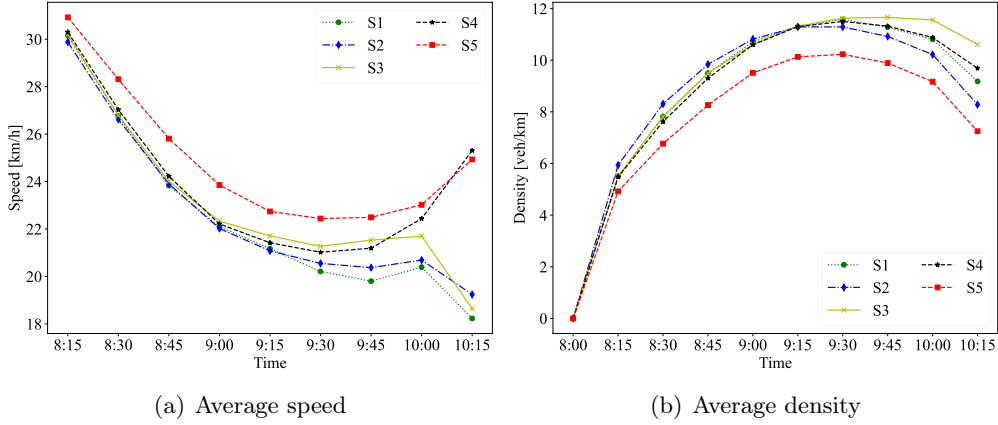 30
28
26
24
22
20
18
Speed [km/h]
8:15 8:30 8:45 9:00 9:15 9:30 9:45 10:00 10:15
Time
S1
S2
S3
S4
S5
(a) Average speed
12
10
8
6
4
2
0
Density [veh/km]
8:00 8:15 8:30 8:45 9:00 9:15 9:30 9:45 10:00 10:15
Time
S1
S2
S3
S4
S5
(b) Average density